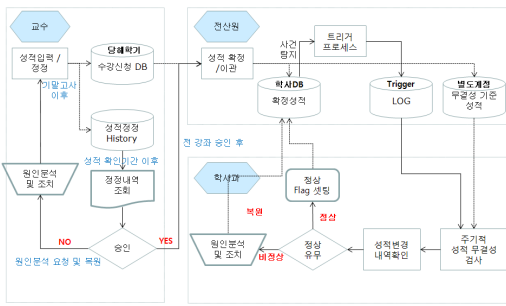 교수
성적입력 /
정정
당해학기
수강신청 DB
기말고사
이후
성적정정
History
성적 확인기간 이후
원인분석
및 조치
정정내역
조회
NO
승인
YES
원인분석 요청 및 복원
전산원
성적 확정
/이관
사건
탐지
트리거
프로세스
학사DB
확정성적
Trigger
LOG
별도계정
무결성 기준
성적
전 강좌 승인 후
학사과
정상
Flag 셋팅
복원
정상
원인분석
및 조치
비정상
정상
유무
성적변경
내역확인
주기적
성적 무결성
검사